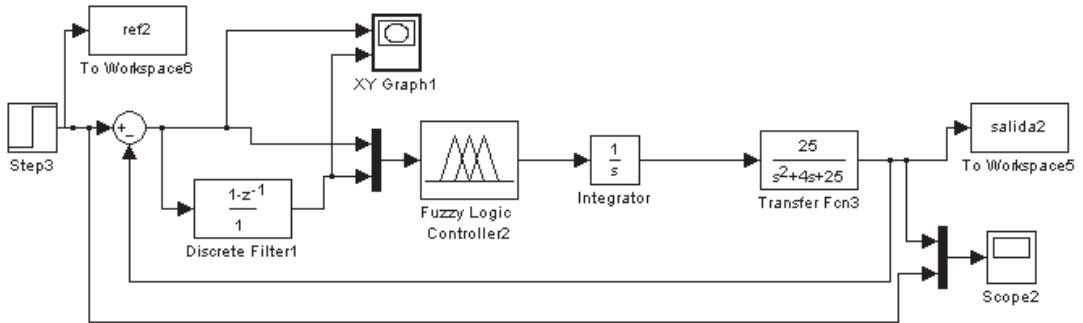 ref2
To Workspace6
XY Graph1
Step3
+
−
1-z⁻¹
1
Discrete Filter1
Fuzzy Logic
Controller2
1
s
Integrator
25
s²+4s+25
Transfer Fcn3
salida2
To Workspace5
Scope2